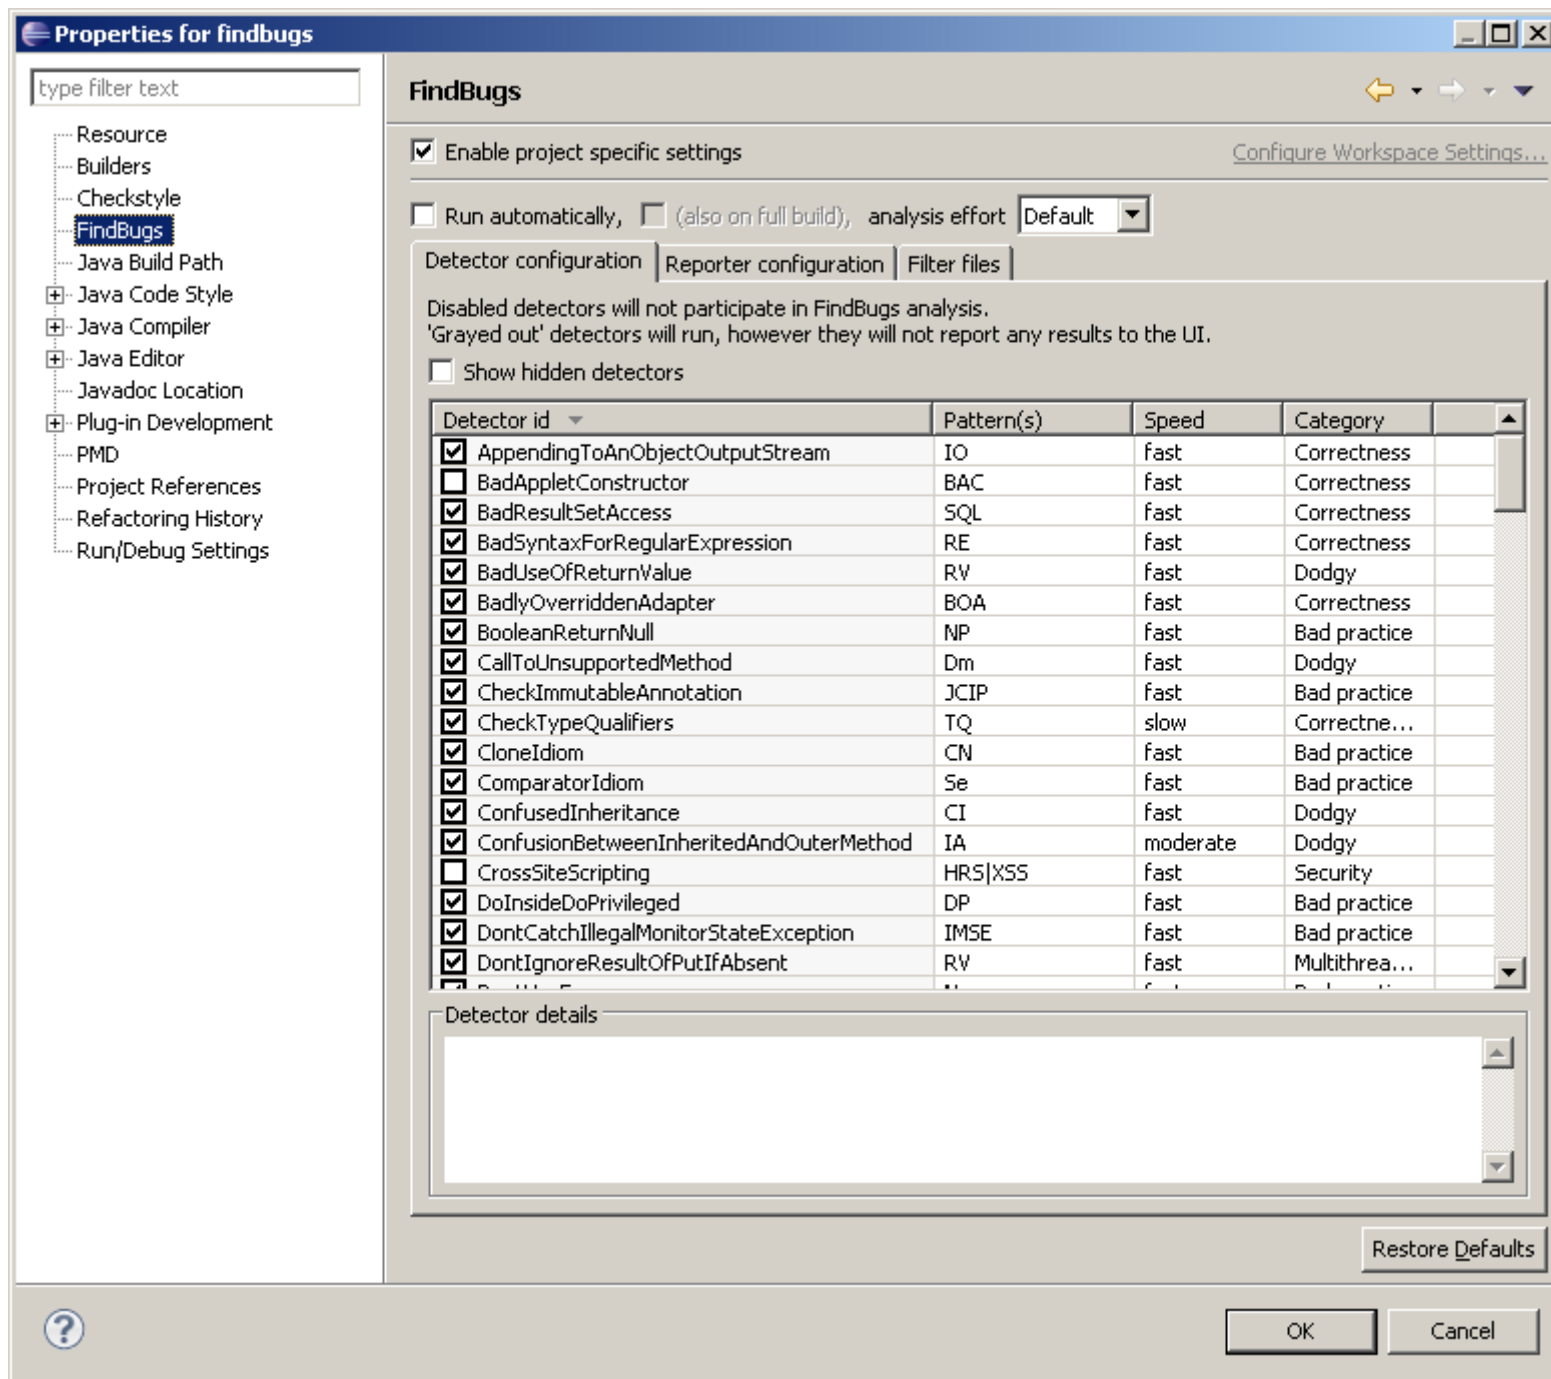 Properties for findbugs
type filter text
Resource
Builders
Checkstyle
FindBugs
Java Build Path
Java Code Style
Java Compiler
Java Editor
Javadoc Location
Plug-in Development
PMD
Project References
Refactoring History
Run/Debug Settings
FindBugs
Enable project specific settings Configure Workspace Settings...
Run automatically, (also on full build), analysis effort Default
Detector configuration Reporter configuration Filter files
Disabled detectors will not participate in FindBugs analysis.
'Grayed out' detectors will run, however they will not report any results to the UI.
Show hidden detectors
Detector id Pattern(s) Speed Category
AppendingToAnObjectOutputStream IO fast Correctness
BadAppletConstructor BAC fast Correctness
BadResultSetAccess SQL fast Correctness
BadSyntaxForRegularExpression RE fast Correctness
BadUseOfReturnValue RV fast Dodgy
BadlyOverriddenAdapter BOA fast Correctness
BooleanReturnNull NP fast Bad practice
CallToUnsupportedMethod Dm fast Dodgy
CheckImmutableAnnotation JCIP fast Bad practice
CheckTypeQualifiers TQ slow Correctne...
CloneIdiom CN fast Bad practice
ComparatorIdiom Se fast Bad practice
ConfusedInheritance CI fast Dodgy
ConfusionBetweenInheritedAndOuterMethod IA moderate Dodgy
CrossSiteScripting HRS|XSS fast Security
DoInsideDoPrivileged DP fast Bad practice
DontCatchIllegalMonitorStateException IMSE fast Bad practice
DontIgnoreResultOfPutIfAbsent RV fast Multithrea...
Detector details
Restore Defaults
OK Cancel